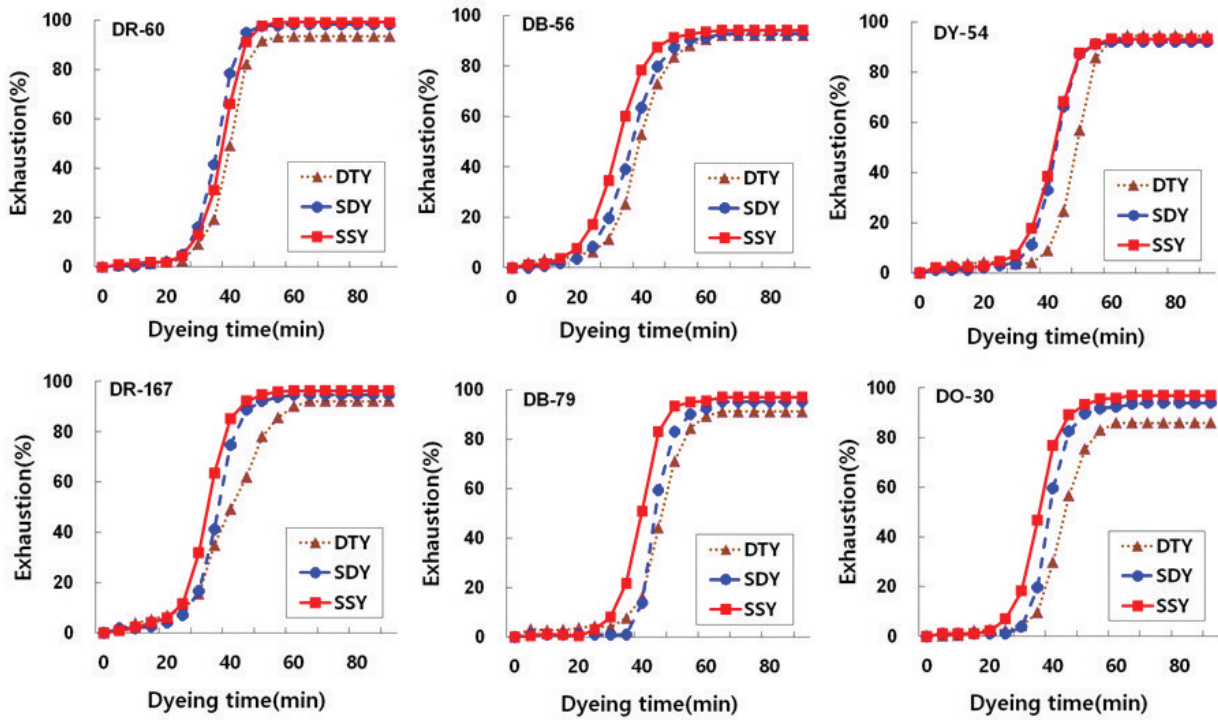 DR-60
Exhaustion(%)
100
80
60
40
20
0
DTY
SDY
SSY
0 20 40 60 80
Dyeing time(min)
DB-56
Exhaustion(%)
100
80
60
40
20
0
DTY
SDY
SSY
0 20 40 60 80
Dyeing time(min)
DY-54
Exhaustion(%)
100
80
60
40
20
0
DTY
SDY
SSY
0 20 40 60 80
Dyeing time(min)
DR-167
Exhaustion(%)
100
80
60
40
20
0
DTY
SDY
SSY
0 20 40 60 80
Dyeing time(min)
DB-79
Exhaustion(%)
100
80
60
40
20
0
DTY
SDY
SSY
0 20 40 60 80
Dyeing time(min)
DO-30
Exhaustion(%)
100
80
60
40
20
0
DTY
SDY
SSY
0 20 40 60 80
Dyeing time(min)